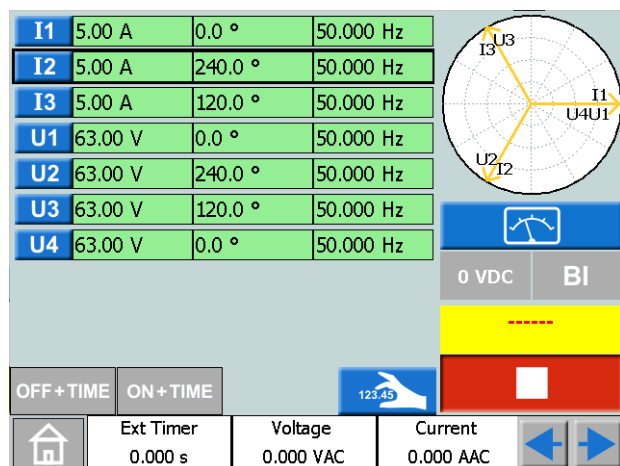 I1 5.00 A 0.0 ° 50.000 Hz
I2 5.00 A 240.0 ° 50.000 Hz
I3 5.00 A 120.0 ° 50.000 Hz
U1 63.00 V 0.0 ° 50.000 Hz
U2 63.00 V 240.0 ° 50.000 Hz
U3 63.00 V 120.0 ° 50.000 Hz
U4 63.00 V 0.0 ° 50.000 Hz
U3
I3
I1
U4U1
U2
I2
0 VDC BI
------
OFF+TIME ON+TIME 123.45
Ext Timer Voltage Current
0.000 s 0.000 VAC 0.000 AAC